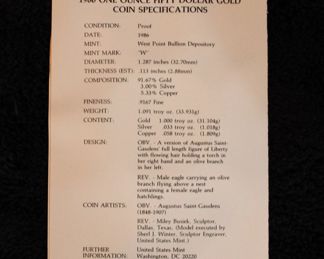 1986 ONE OUNCE FIFTY DOLLAR GOLD
COIN SPECIFICATIONS
CONDITION: Proof
DATE: 1986
MINT: West Point Bullion Depository
MINT MARK: "W"
DIAMETER: 1.287 inches (32.70mm)
THICKNESS (EST): .113 inches (2.88mm)
COMPOSITION: 91.67% Gold
3.00% Silver
5.33% Copper
FINENESS: .9167 Fine
WEIGHT: 1.091 troy oz. (33.931g)
CONTENT: Gold 1.000 troy oz. (31.104g)
Silver .033 troy oz. (1.018g)
Copper .058 troy oz. (1.809g)
DESIGN: OBV. - A version of Augustus Saint-
Gaudens' full length figure of Liberty
with flowing hair holding a torch in
her right hand and an olive branch
in her left.
REV. - Male eagle carrying an olive
branch flying above a nest
containing a female eagle and
hatchlings.
COIN ARTISTS: OBV. - Augustus Saint-Gaudens
(1848-1907)
REV. - Miley Busiek, Sculptor,
Dallas, Texas. (Model executed
by Sherl J. Winter, Sculptor Engraver,
United States Mint.)
FURTHER United States Mint
INFORMATION: Washington, DC 20220